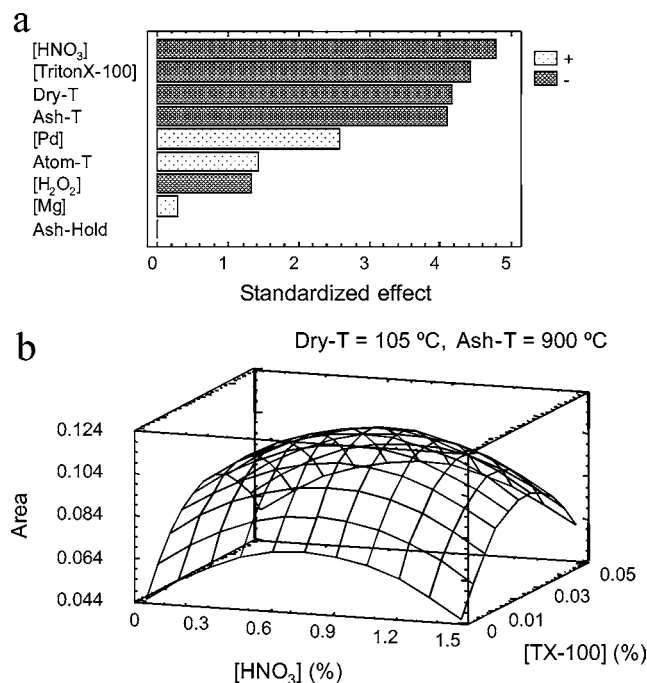 a
[HNO₃]
[TritonX-100]
Dry-T
Ash-T
[Pd]
Atom-T
[H₂O₂]
[Mg]
Ash-Hold
+
-
0 1 2 3 4 5
Standardized effect
b
Dry-T = 105 ºC, Ash-T = 900 ºC
0.124
0.104
0.084
0.064
0.044
Area
0 0.3 0.6 0.9 1.2 1.5
[HNO₃] (%)
0 0.01 0.03 0.05
[TX-100] (%)